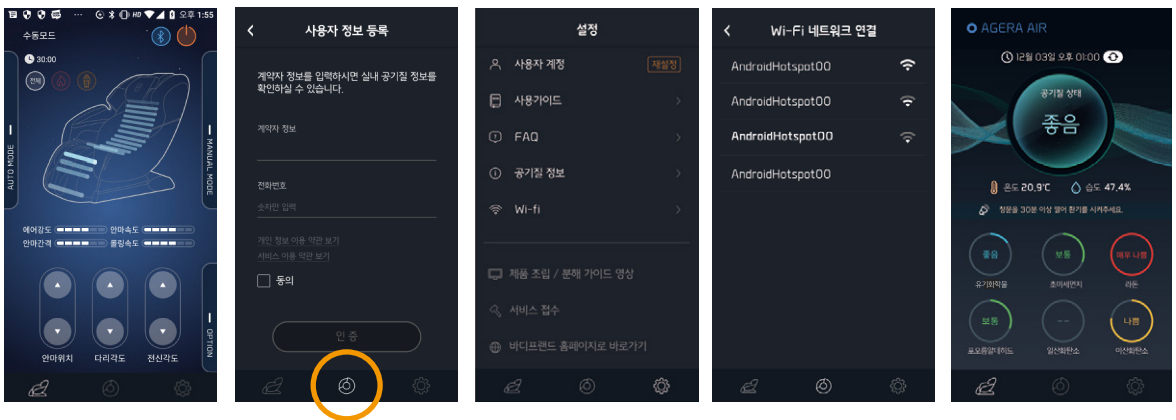 HD 오후 1:55
수동모드
30:00
전체
AUTO MODE
MANUAL MODE
에어강도 안마속도
안마간격 롤링속도
안마위치 다리각도 전신각도
OPTION
사용자 정보 등록
계약자 정보를 입력하시면 실내 공기질 정보를
확인하실 수 있습니다.
계약자 정보
전화번호
숫자만 입력
개인 정보 이용 약관 보기
서비스 이용 약관 보기
동의
인증
설정
사용자 계정 재설정
사용가이드
FAQ
공기질 정보
Wi-fi
제품 조립 / 분해 가이드 영상
서비스 접수
바디프랜드 홈페이지로 바로가기
Wi-Fi 네트워크 연결
AndroidHotspot00
AndroidHotspot00
AndroidHotspot00
AndroidHotspot00
AGERA AIR
12월 03일 오후 01:00
공기질 상태
좋음
온도 20.9℃ 습도 47.4%
창문을 30분 이상 열어 환기를 시켜주세요.
좋음 보통 매우 나쁨
유기화학물 초미세먼지 라돈
보통 -- 나쁨
포오름알데히드 일산화탄소 이산화탄소